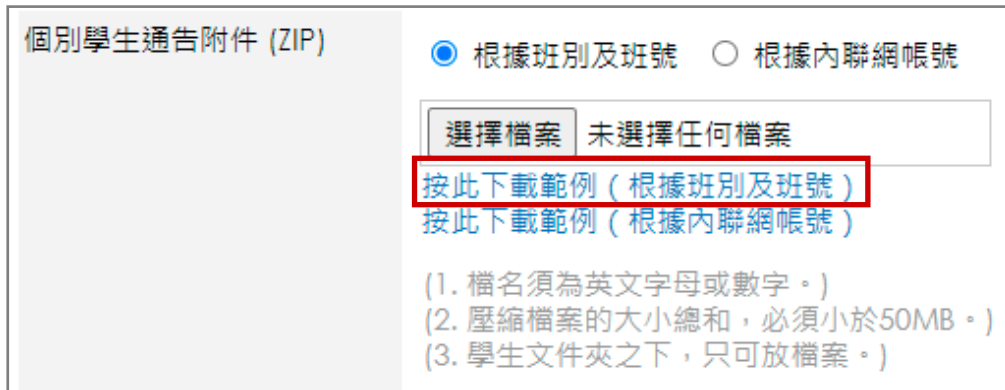 個別學生通告附件 (ZIP)
根據班別及班號 根據內聯網帳號
選擇檔案 未選擇任何檔案
按此下載範例 ( 根據班別及班號 )
按此下載範例 ( 根據內聯網帳號 )
(1. 檔名須為英文字母或數字。)
(2. 壓縮檔案的大小總和，必須小於50MB。)
(3. 學生文件夾之下，只可放檔案。)